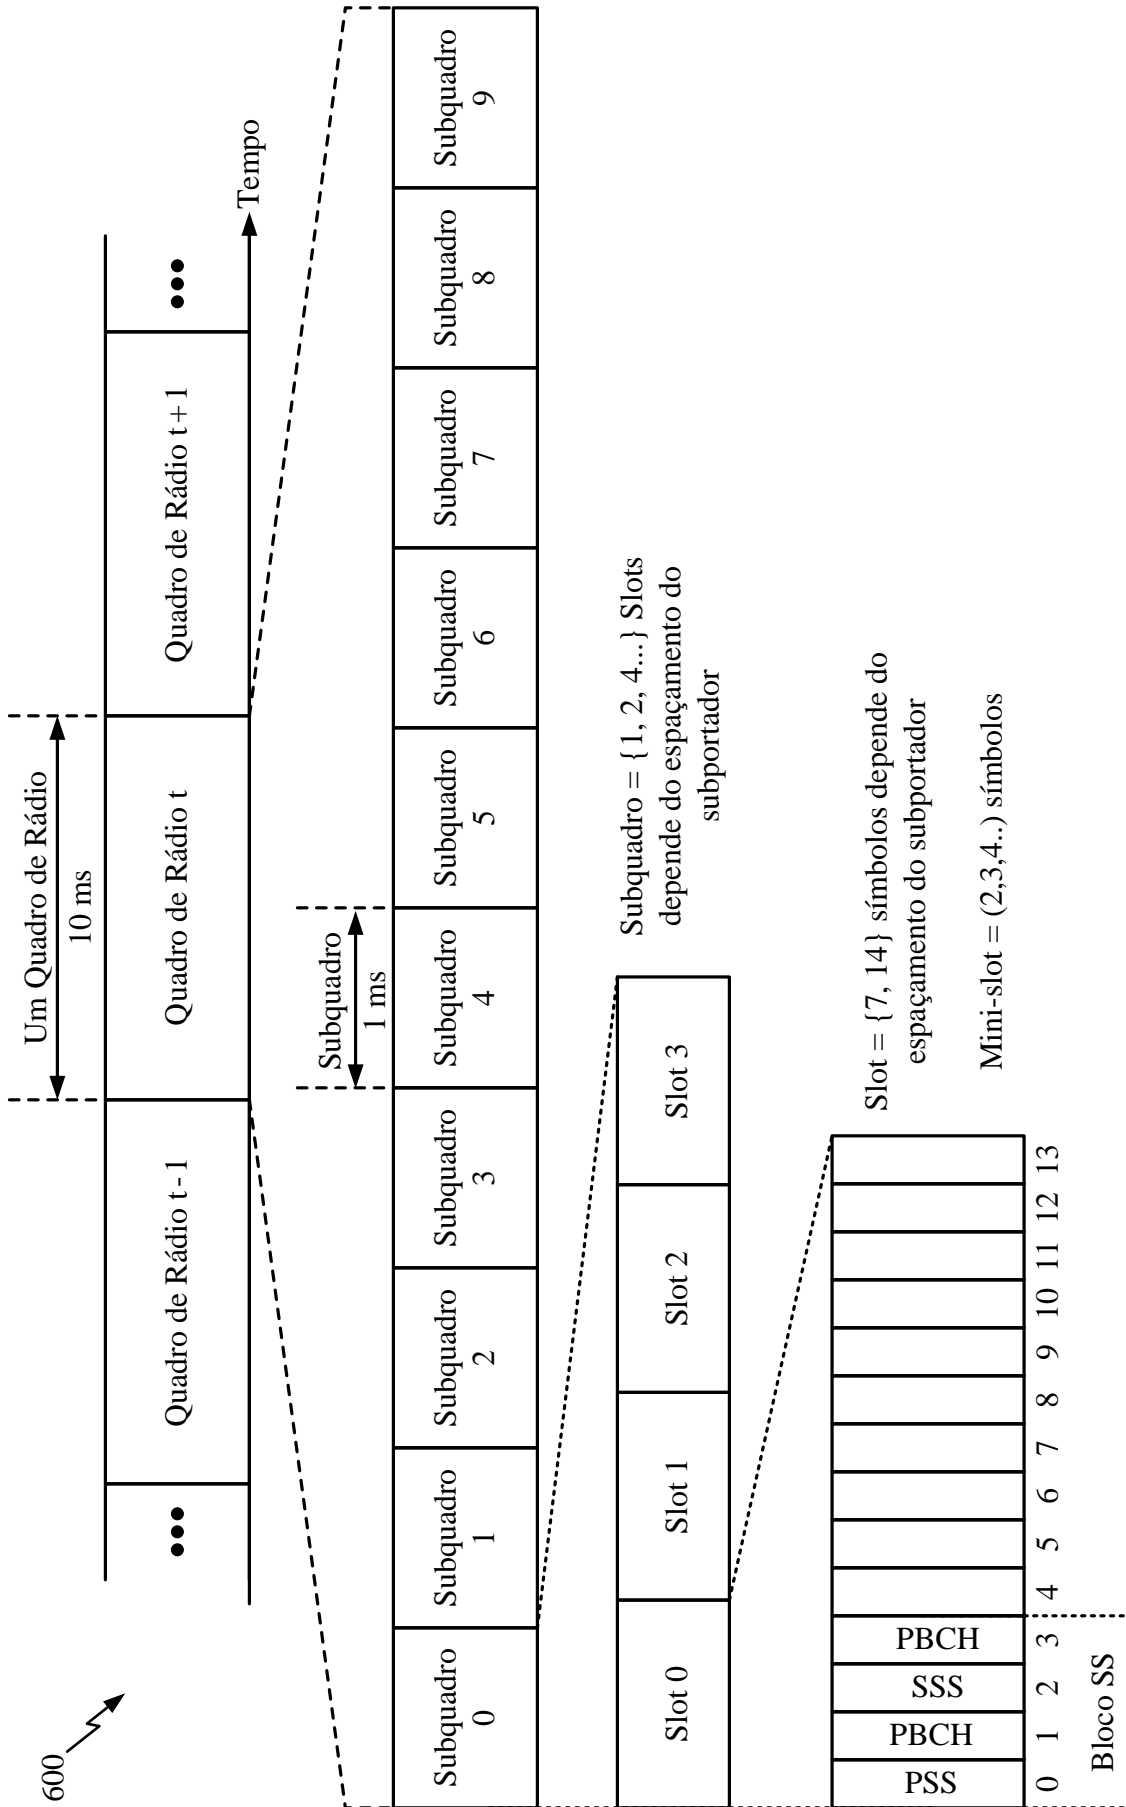 600
Um Quadro de Rádio
10 ms
•••
Quadro de Rádio t-1
Quadro de Rádio t
Quadro de Rádio t+1
•••
Tempo
Subquadro
1 ms
Subquadro
0
Subquadro
1
Subquadro
2
Subquadro
3
Subquadro
4
Subquadro
5
Subquadro
6
Subquadro
7
Subquadro
8
Subquadro
9
Slot 0
Slot 1
Slot 2
Slot 3
Subquadro = {1, 2, 4...} Slots
depende do espaçamento do
subportador
PSS
PBCH
SSS
PBCH
0 1 2 3 4 5 6 7 8 9 10 11 12 13
Bloco SS
Slot = {7, 14} símbolos depende do
espaçamento do subportador
Mini-slot = (2,3,4..) símbolos